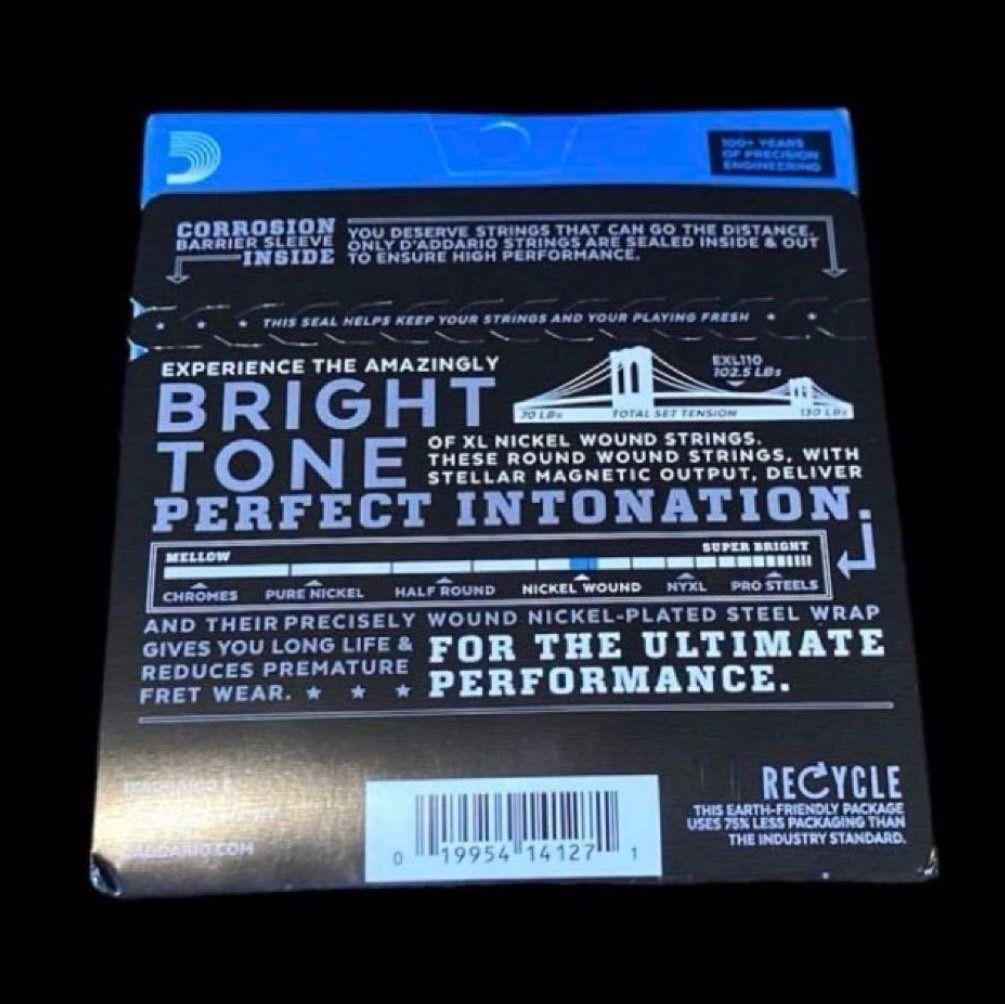 100+ YEARS
OF PRECISION
ENGINEERING
CORROSION
BARRIER SLEEVE
INSIDE
YOU DESERVE STRINGS THAT CAN GO THE DISTANCE.
ONLY D'ADDARIO STRINGS ARE SEALED INSIDE & OUT
TO ENSURE HIGH PERFORMANCE.
THIS SEAL HELPS KEEP YOUR STRINGS AND YOUR PLAYING FRESH
EXPERIENCE THE AMAZINGLY
BRIGHT
TONE
EXL110
102.5 LBs
70 LBs TOTAL SET TENSION 130 LBs
OF XL NICKEL WOUND STRINGS.
THESE ROUND WOUND STRINGS, WITH
STELLAR MAGNETIC OUTPUT, DELIVER
PERFECT INTONATION.
MELLOW SUPER BRIGHT
CHROMES PURE NICKEL HALF ROUND NICKEL WOUND NYXL PRO STEELS
AND THEIR PRECISELY WOUND NICKEL-PLATED STEEL WRAP
GIVES YOU LONG LIFE &
REDUCES PREMATURE
FRET WEAR. ★ ★ ★
FOR THE ULTIMATE
PERFORMANCE.
DADDARIO.COM
RECYCLE
THIS EARTH-FRIENDLY PACKAGE
USES 75% LESS PACKAGING THAN
THE INDUSTRY STANDARD.
0 19954 14127 1